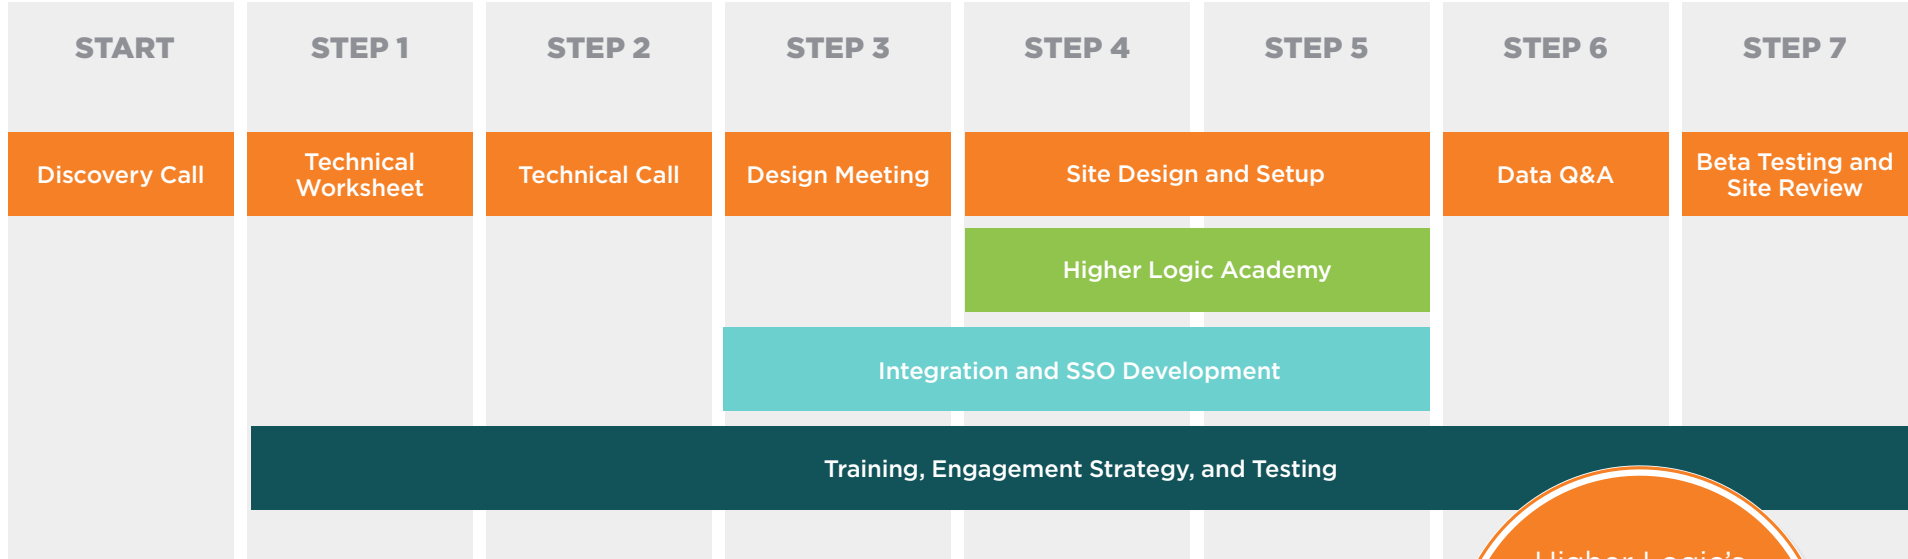 START
STEP 1
STEP 2
STEP 3
STEP 4
STEP 5
STEP 6
STEP 7
Discovery Call
Technical
Worksheet
Technical Call
Design Meeting
Site Design and Setup
Data Q&A
Beta Testing and
Site Review
Higher Logic Academy
Integration and SSO Development
Training, Engagement Strategy, and Testing
Higher Logic's